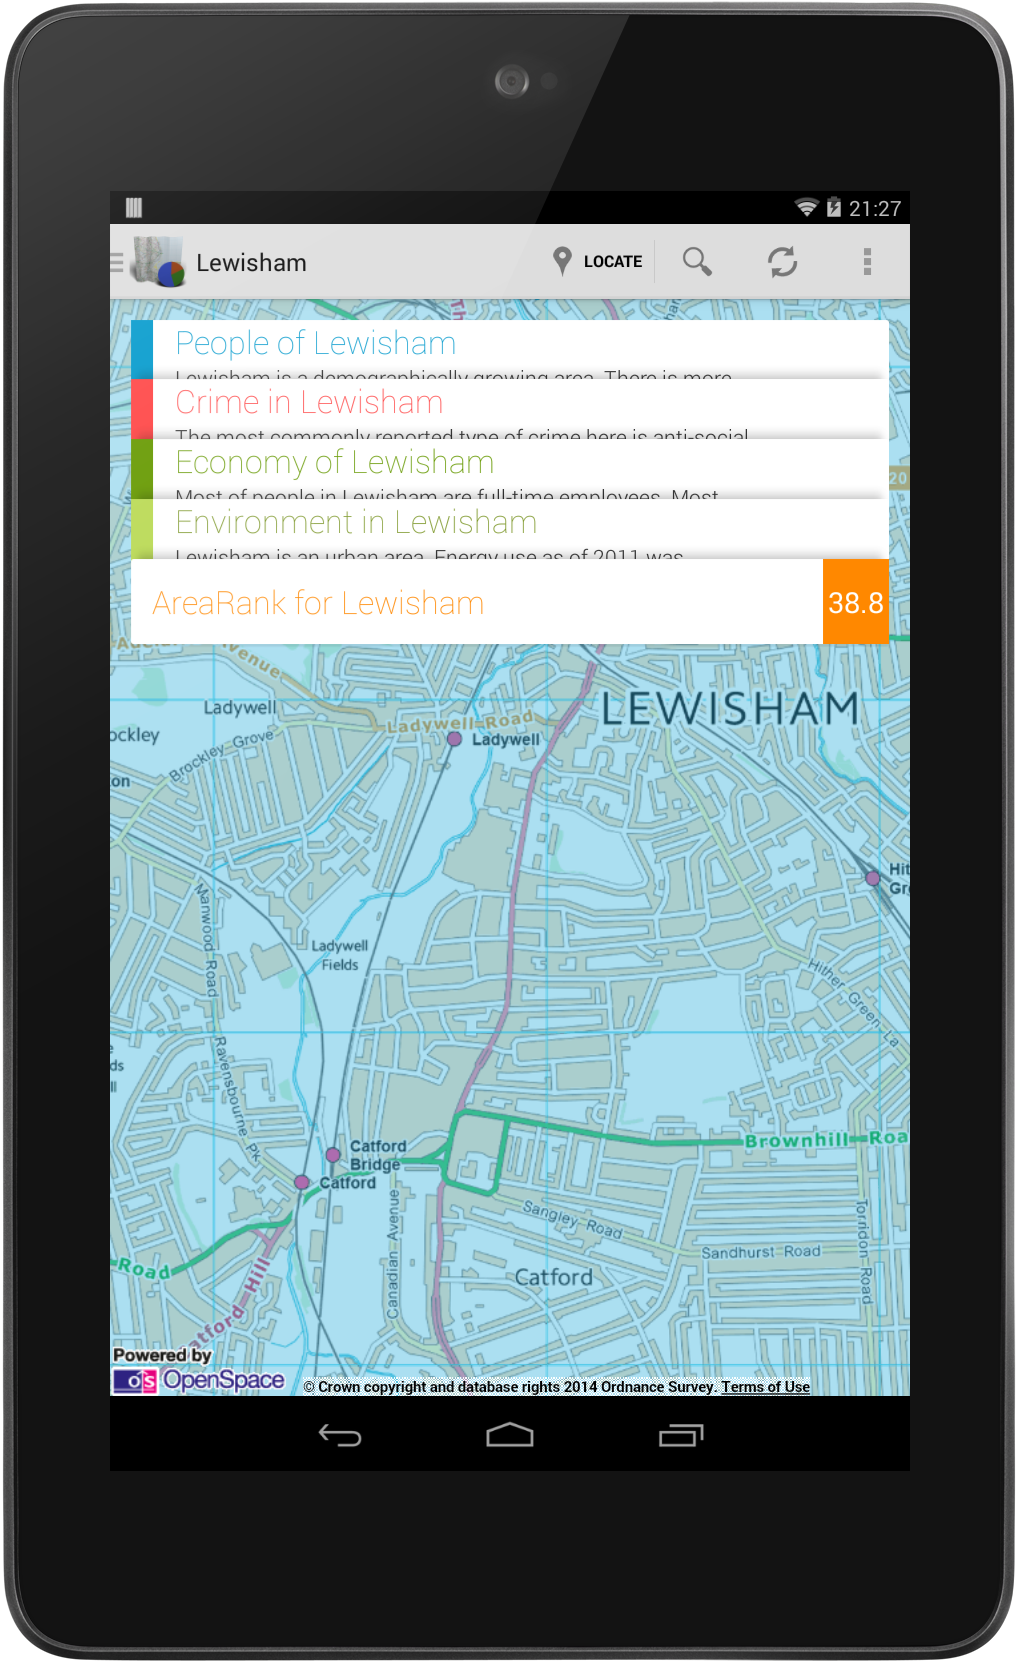 21:27
Lewisham
LOCATE
People of Lewisham
Lewisham is a demographically growing area. There is more
Crime in Lewisham
The most commonly reported type of crime here is anti-social
Economy of Lewisham
Most of people in Lewisham are full-time employees. Most
20
Environment in Lewisham
Lewisham is an urban area. Energy use as of 2011 was
AreaRank for Lewisham
38.8
venue
LEWISHAM
Ladywell
Ladywell Road
ockley
Brockley Grove
Ladywell
on
Hit
Gr
Manwood Road
Ladywell
Fields
Hither Green La
ds
ll
Ravensbourne Pk
Brownhill Roa
Catford
Bridge
Catford
Canadian Avenue
Sangley Road
Sandhurst Road
Torridon Road
Road
Catford
atford Hill
Powered by
OS OpenSpace
© Crown copyright and database rights 2014 Ordnance Survey. Terms of Use